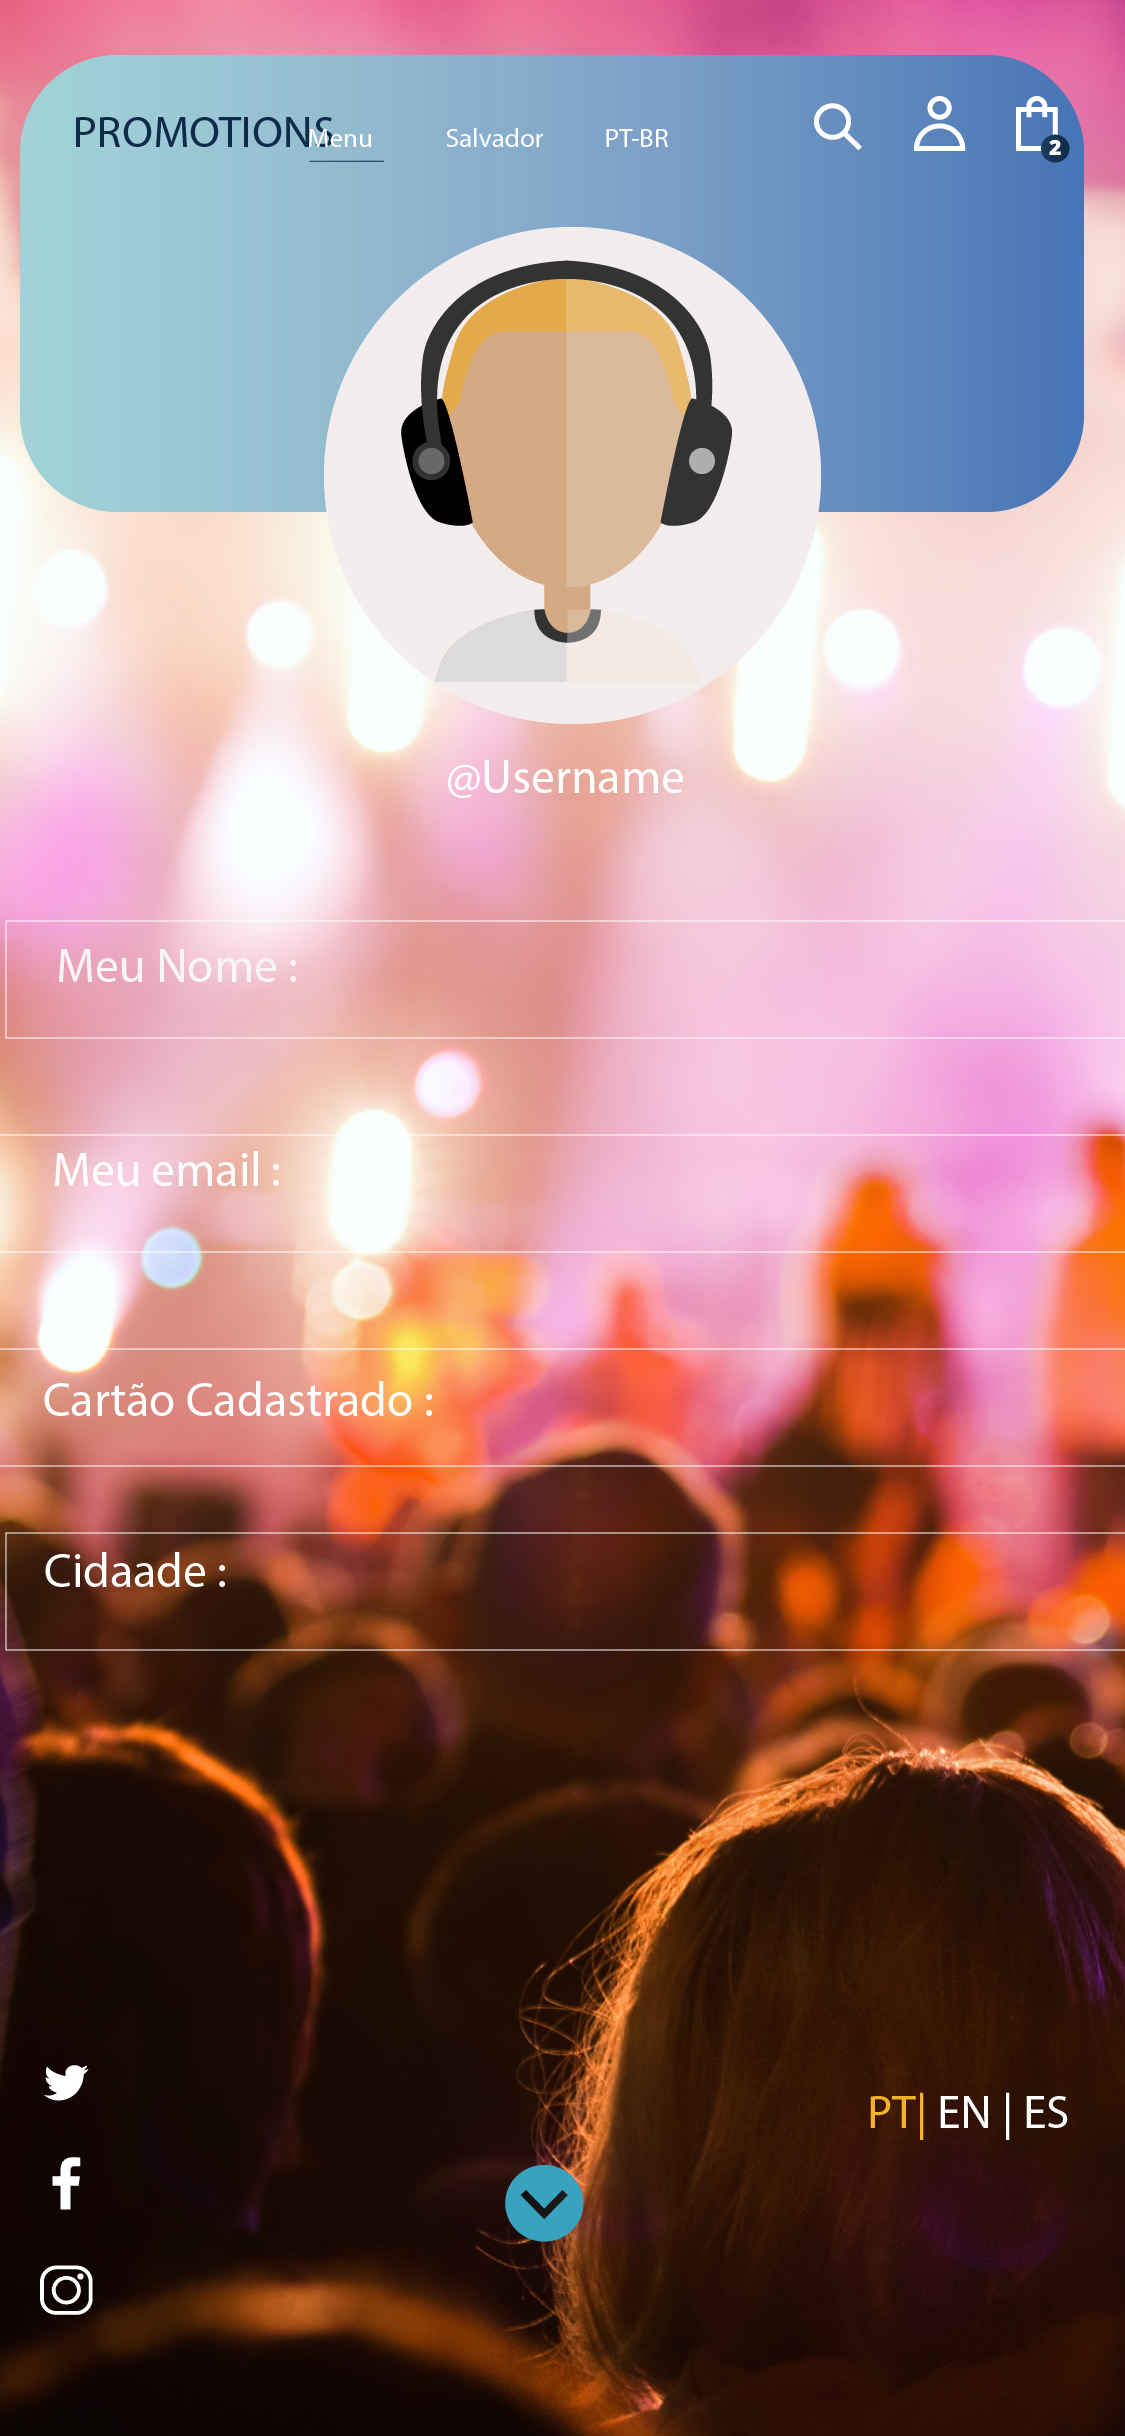 PROMOTIONS Menu Salvador PT-BR
2
@Username
Meu Nome :
Meu email :
Cartão Cadastrado :
Cidaade :
PT| EN | ES